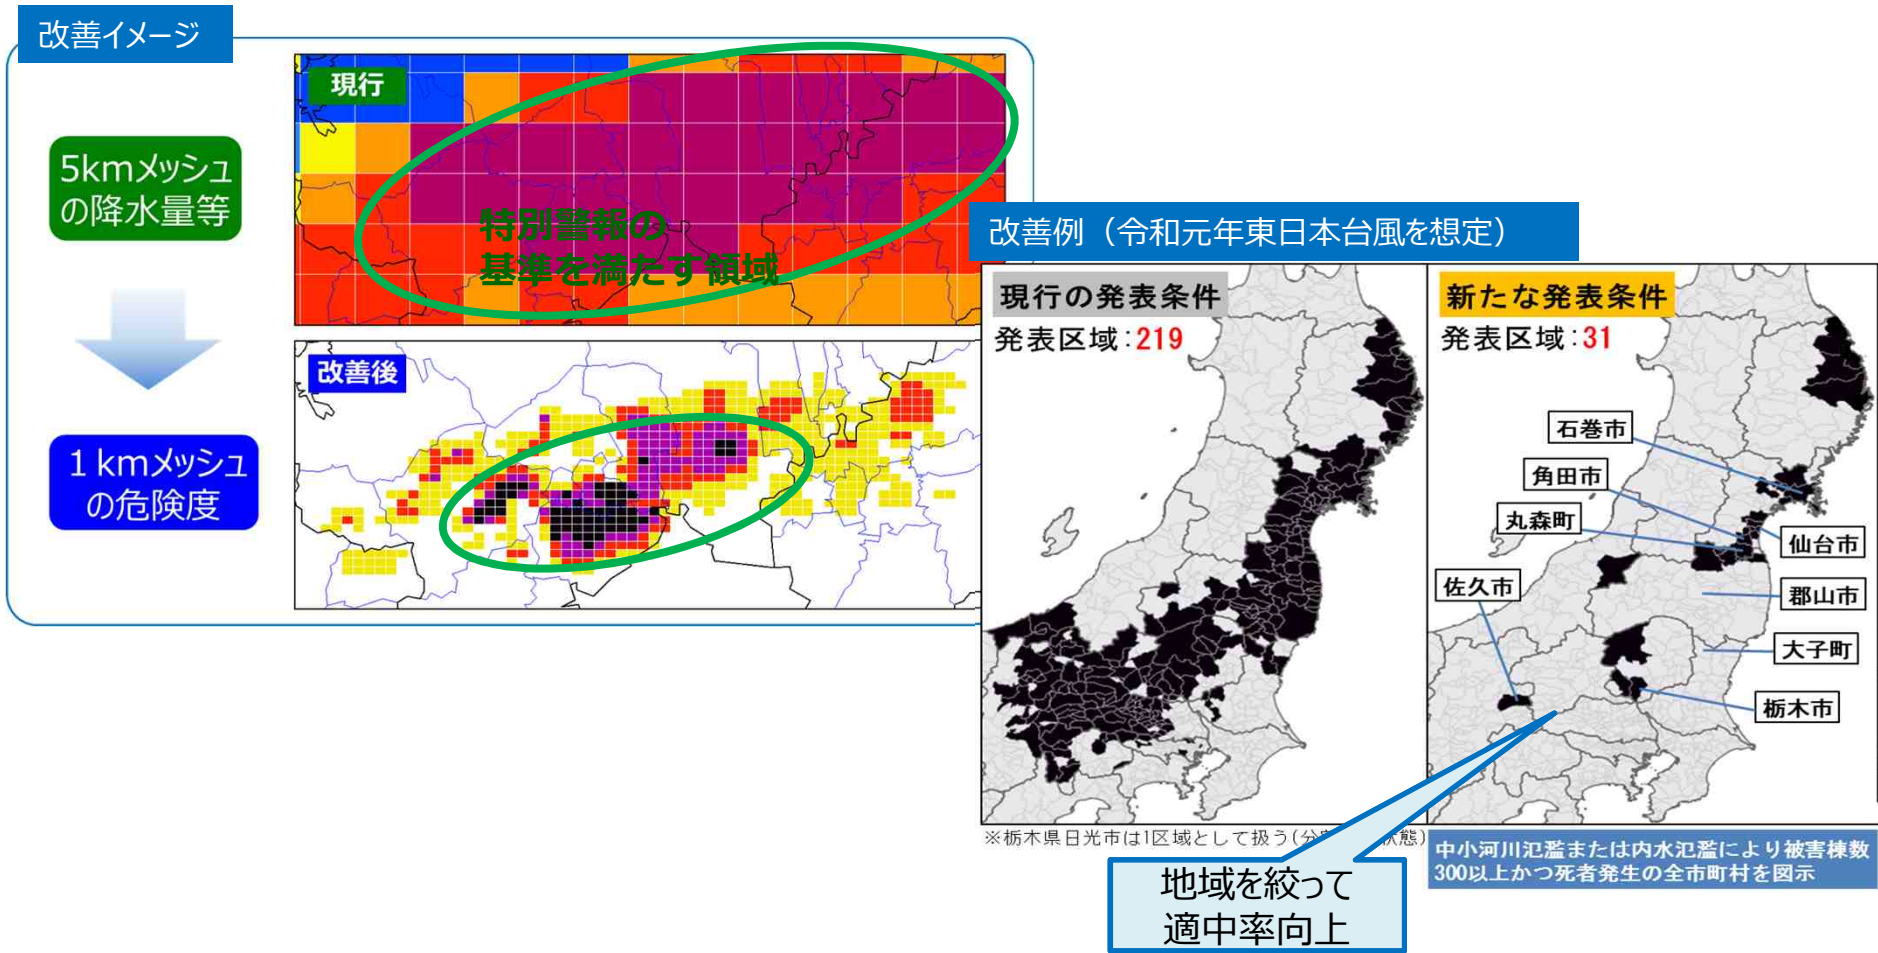 改善イメージ
5kmメッシュ
の降水量等
1kmメッシュ
の危険度
現行
特別警報の
基準を満たす領域
改善後
改善例（令和元年東日本台風を想定）
現行の発表条件
発表区域：219
新たな発表条件
発表区域：31
石巻市
角田市
丸森町
仙台市
佐久市
郡山市
大子町
栃木市
※栃木県日光市は1区域として扱う(分 状態)
中小河川氾濫または内水氾濫により被害棟数
300以上かつ死者発生の全市町村を図示
地域を絞って
適中率向上